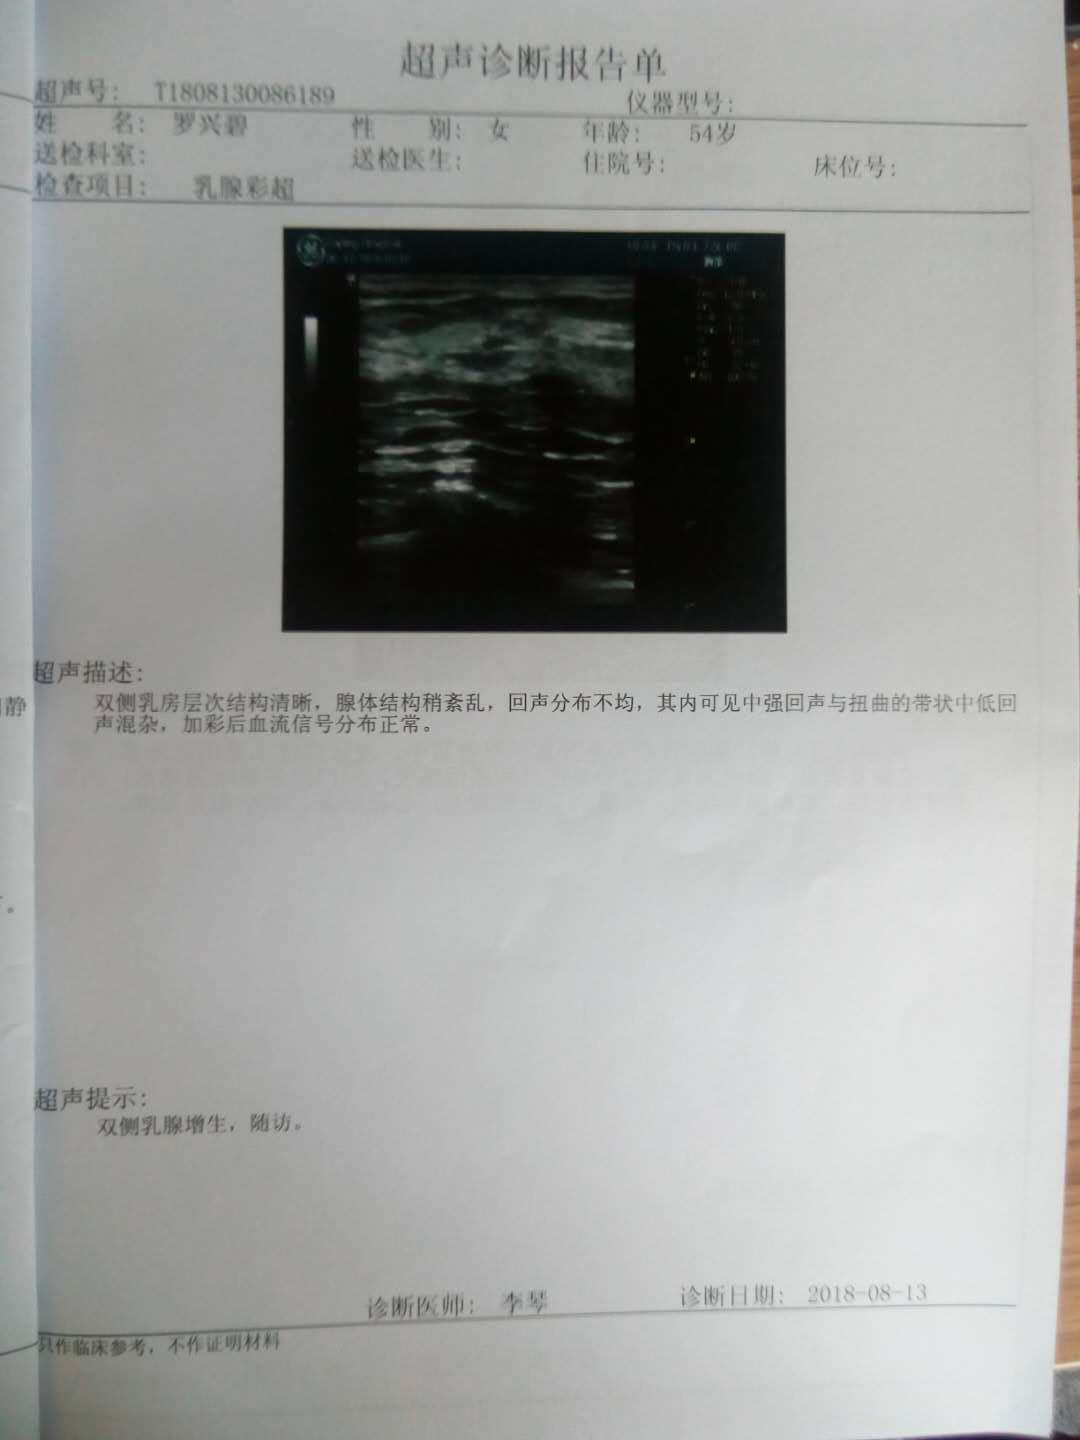 超声诊断报告单
超声号: T1808130086189 仪器型号:
姓 名: 罗兴碧 性 别: 女 年龄: 54岁
送检科室: 送检医生: 住院号: 床位号:
检查项目: 乳腺彩超
超声描述:
静
双侧乳房层次结构清晰，腺体结构稍紊乱，回声分布不均，其内可见中强回声与扭曲的带状中低回
声混杂，加彩后血流信号分布正常。
超声提示:
双侧乳腺增生，随访。
诊断医师: 李琴 诊断日期: 2018-08-13
只作临床参考，不作证明材料